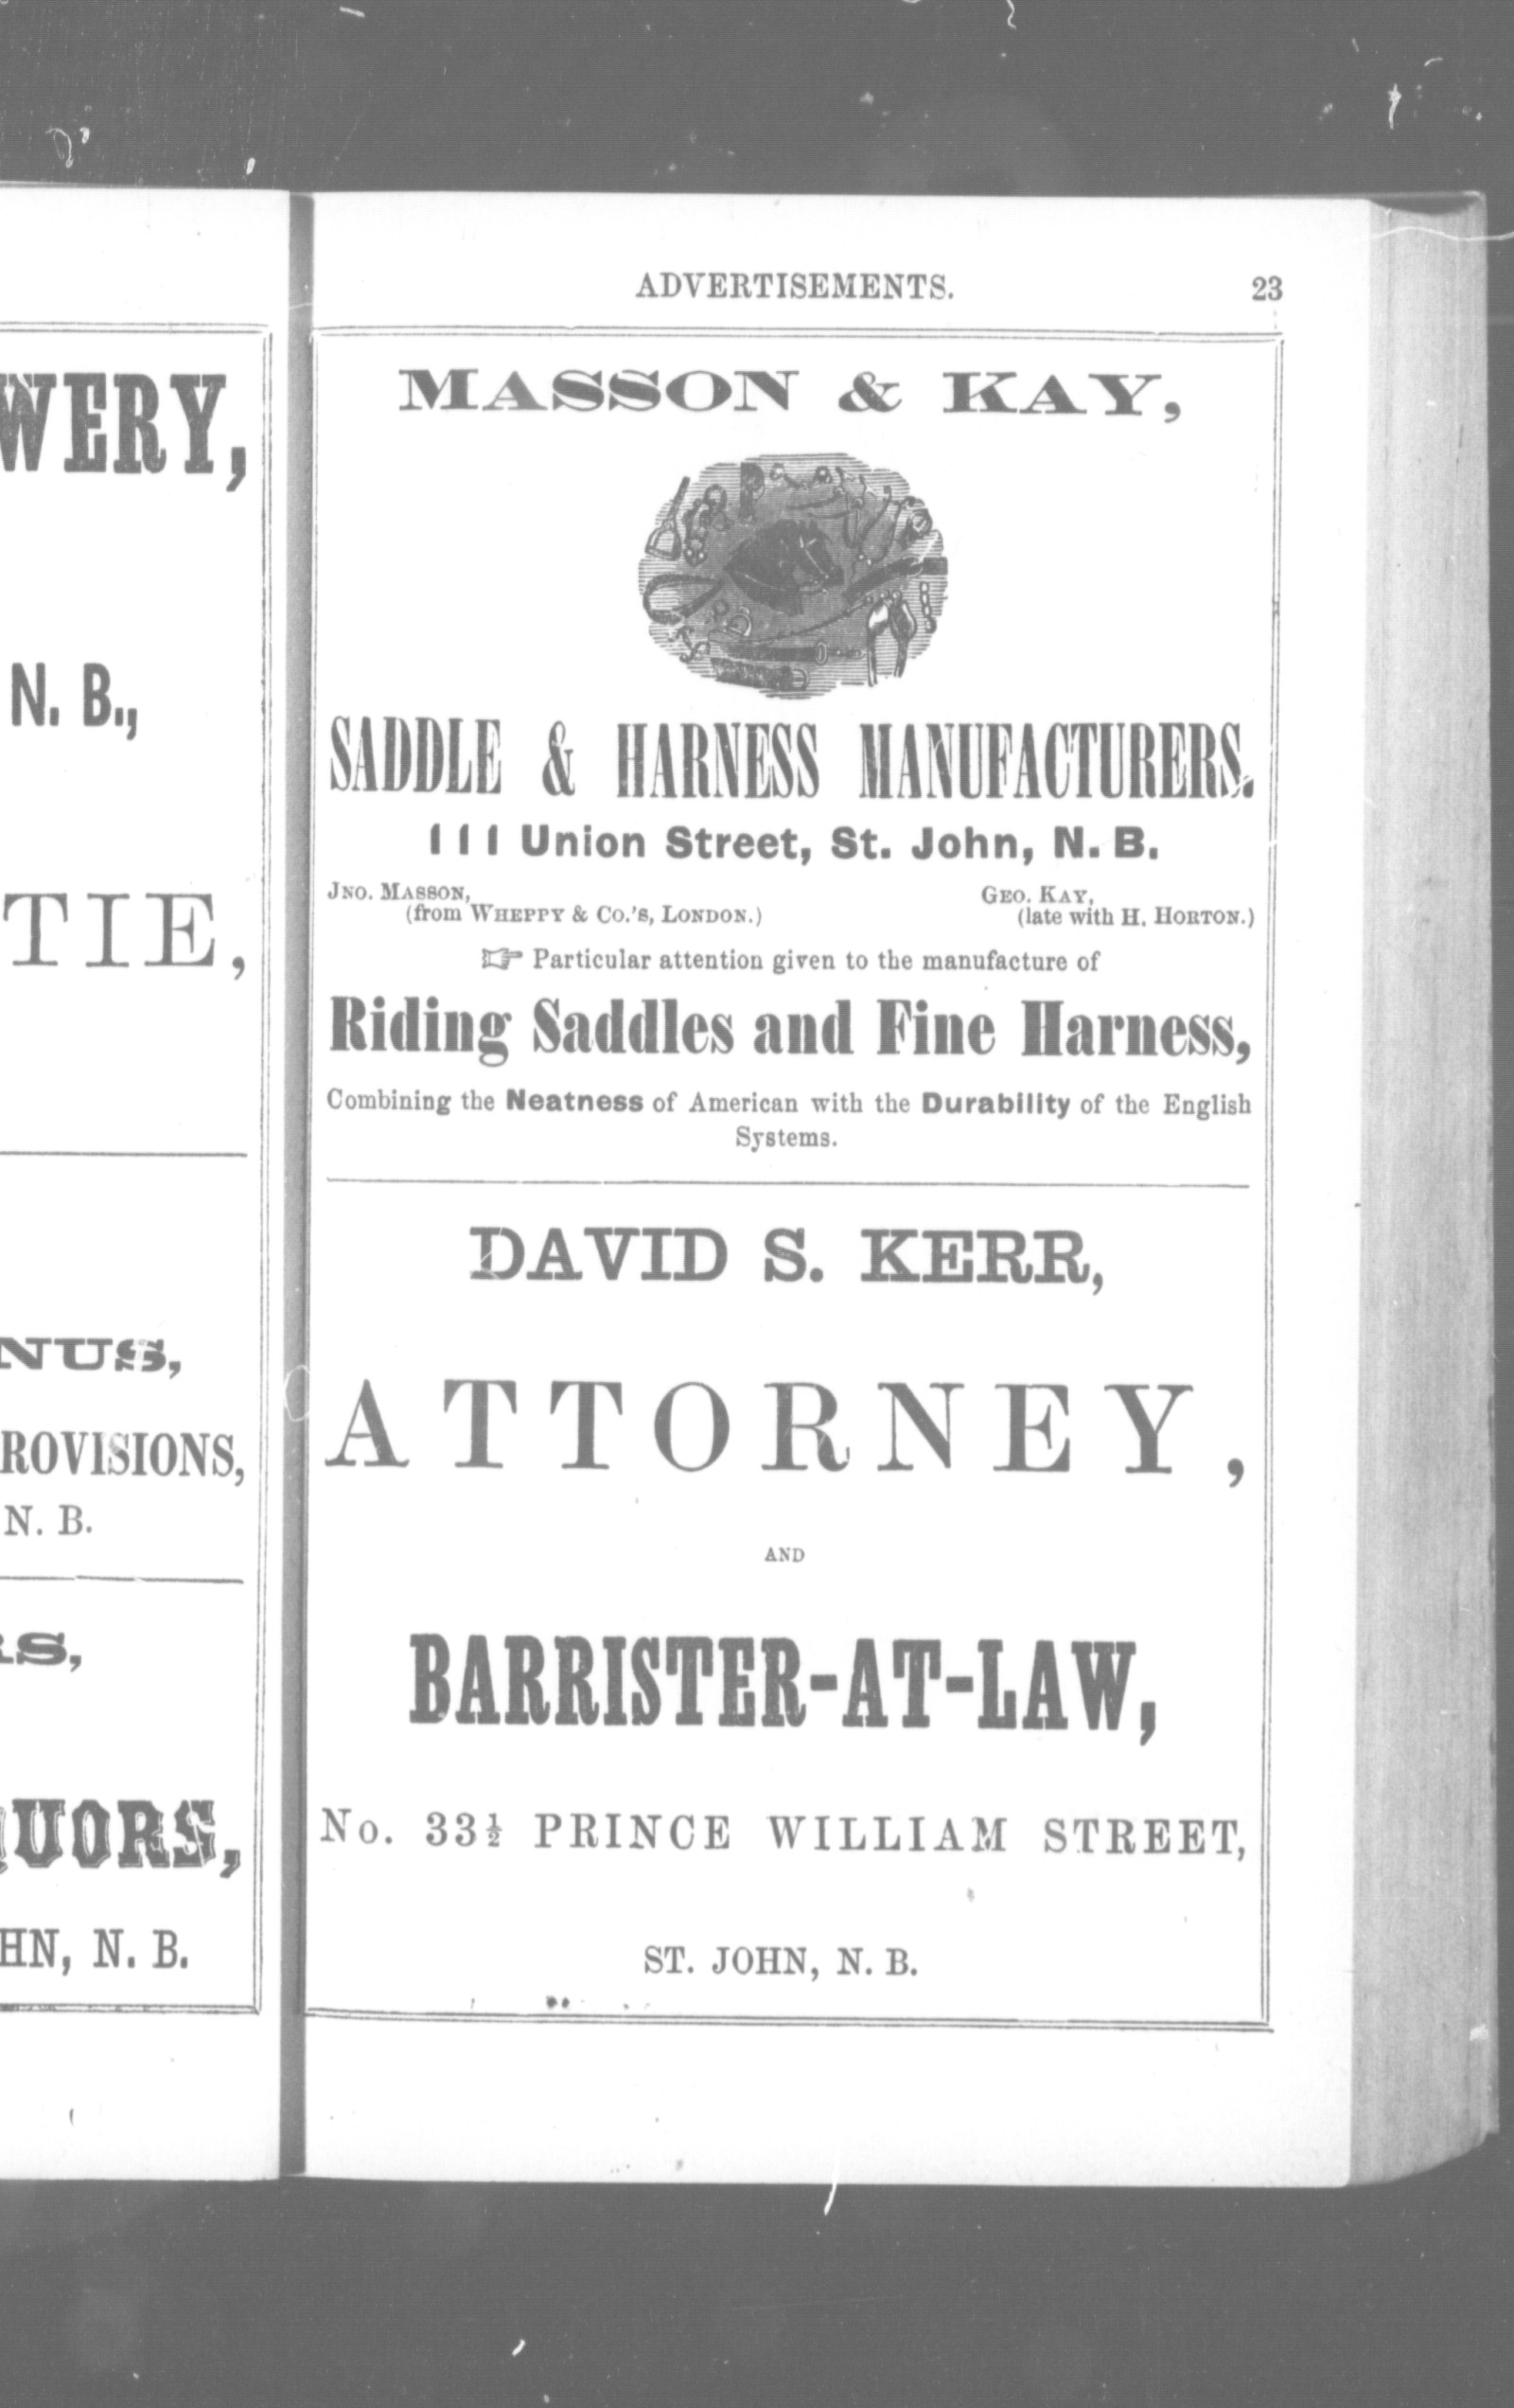 WERY,
N. B.,
TIE,
NUS,
ROVISIONS,
N. B.
RS,
QUORS,
HN, N. B.
ADVERTISEMENTS. 23
MASSON & KAY,
SADDLE & HARNESS MANUFACTURERS.
111 Union Street, St. John, N. B.
JNO. MASSON, GEO. KAY,
(from WHEPPY & CO.'S, LONDON.) (late with H. HORTON.)
☞ Particular attention given to the manufacture of
Riding Saddles and Fine Harness,
Combining the Neatness of American with the Durability of the English
Systems.
DAVID S. KERR,
ATTORNEY,
AND
BARRISTER-AT-LAW,
No. 33½ PRINCE WILLIAM STREET,
ST. JOHN, N. B.